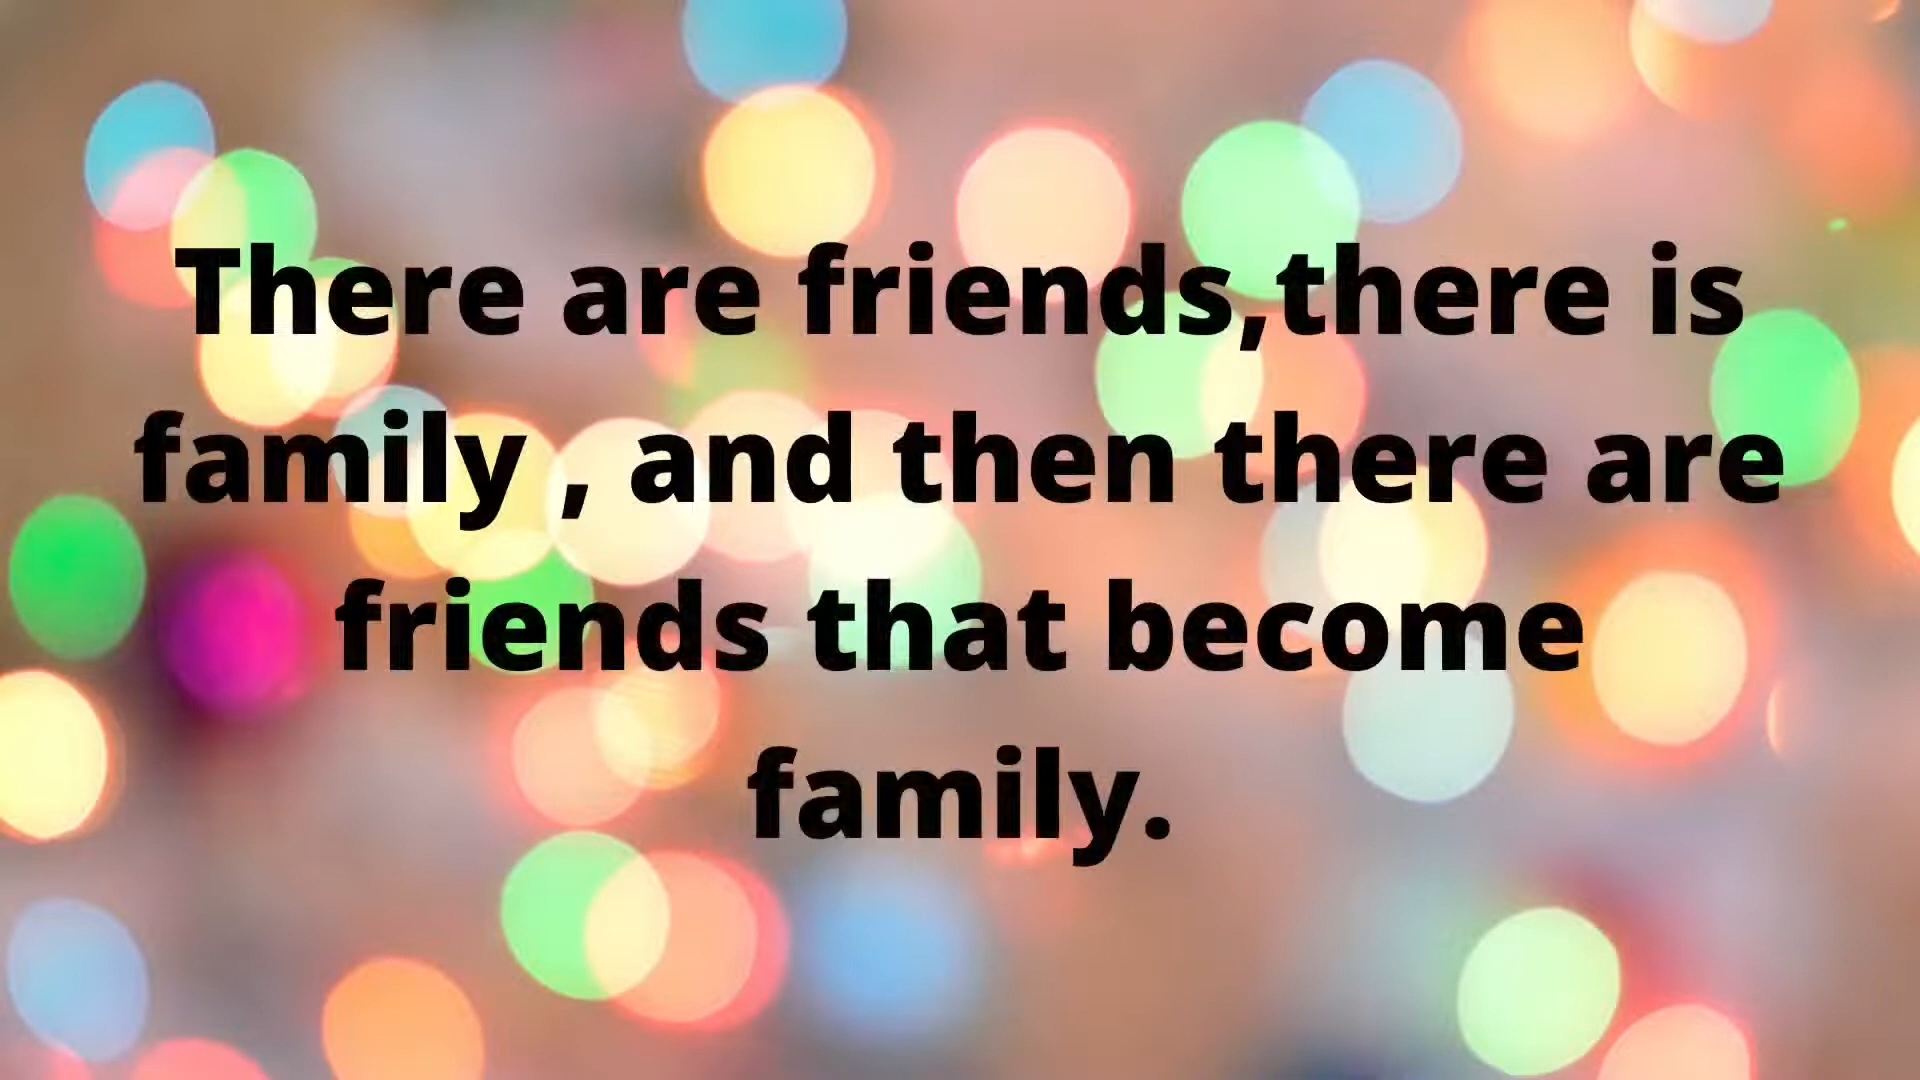 There are friends,there is
family , and then there are
friends that become
family.